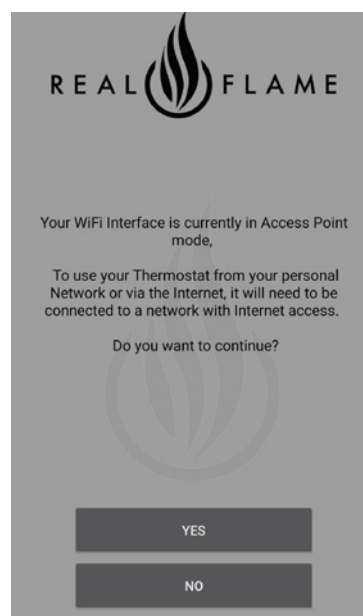 REAL FLAME
Your WiFi Interface is currently in Access Point
mode,
To use your Thermostat from your personal
Network or via the Internet, it will need to be
connected to a network with Internet access.
Do you want to continue?
YES
NO